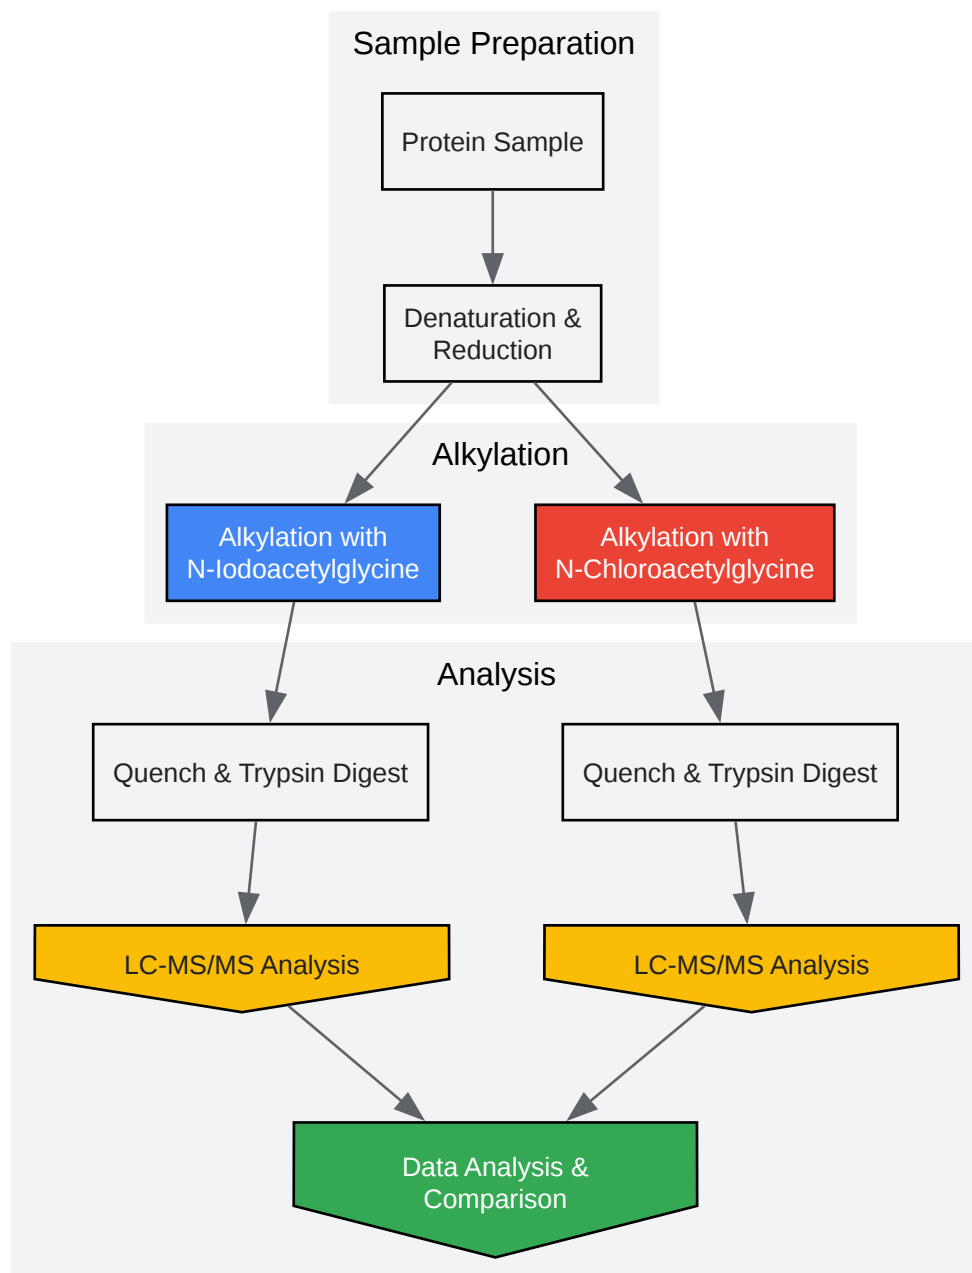 Sample Preparation
Protein Sample
Denaturation &
Reduction
Alkylation
Alkylation with
N-Iodoacetylglycine
Alkylation with
N-Chloroacetylglycine
Analysis
Quench & Trypsin Digest
Quench & Trypsin Digest
LC-MS/MS Analysis
LC-MS/MS Analysis
Data Analysis &
Comparison